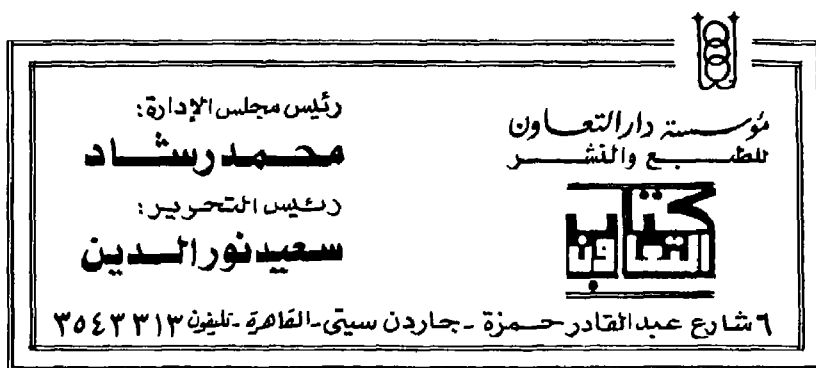 مؤسسة دار التعاون
للطبع والنشر
كتاب
التعاون
رئيس مجلس الإدارة:
محمد رشاد
رئيس التحرير:
سعيد نور الدين
٦ شارع عبد القادر حمزة - جاردن سيتى - القاهرة - تليفون ٣٥٤٣٣١٣